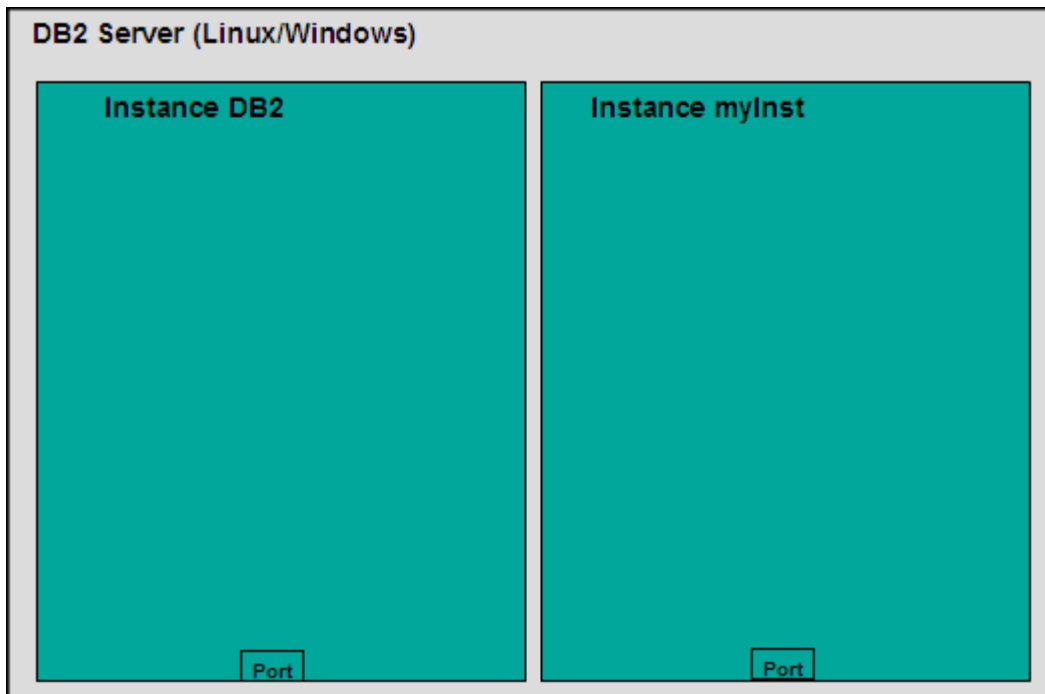 DB2 Server (Linux/Windows)
Instance DB2
Instance myInst
Port
Port